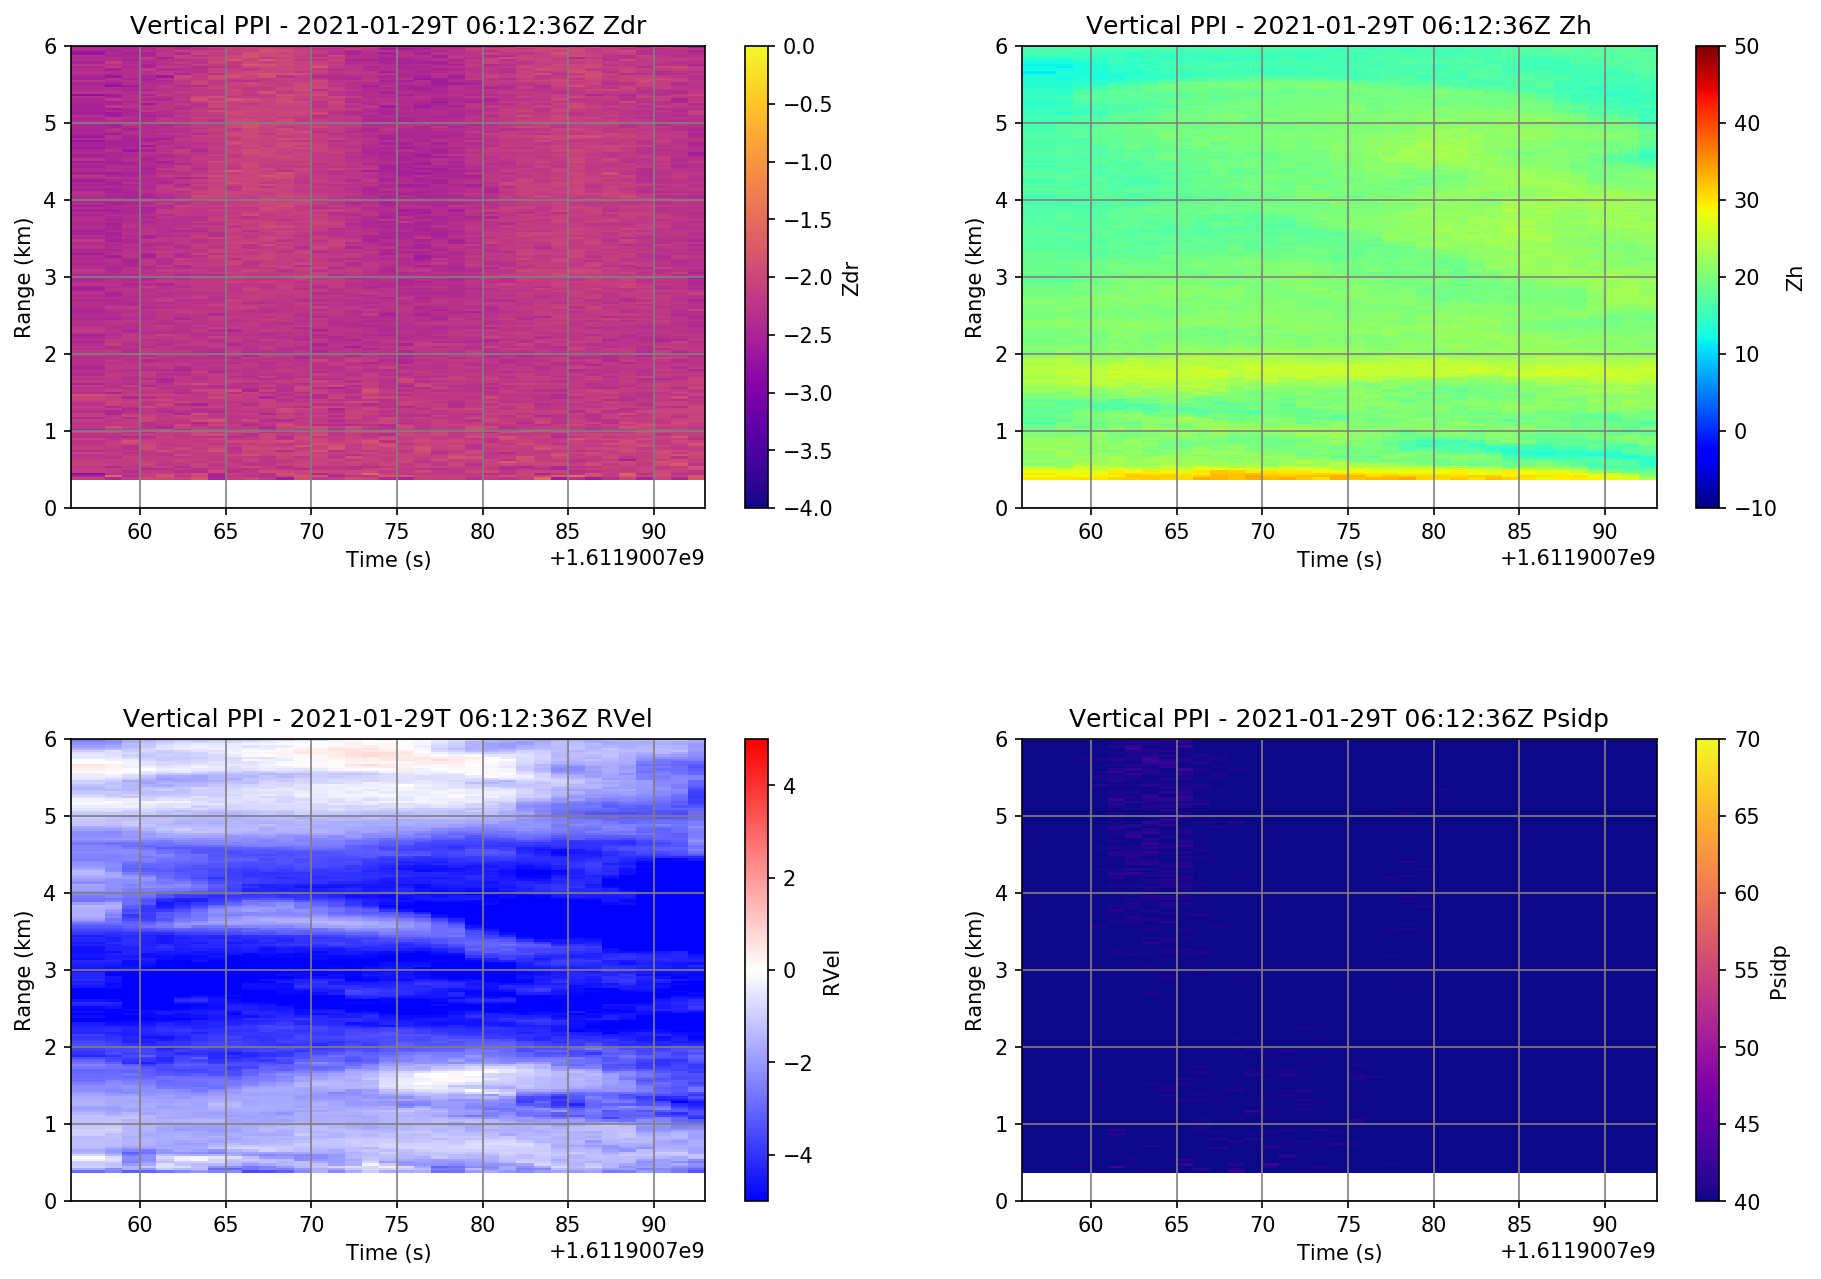 Vertical PPI - 2021-01-29T 06:12:36Z Zdr
6
5
4
3
2
1
0
Range (km)
60 65 70 75 80 85 90
Time (s)
+1.6119007e9
0.0
−0.5
−1.0
−1.5
−2.0
−2.5
−3.0
−3.5
−4.0
Zdr
Vertical PPI - 2021-01-29T 06:12:36Z Zh
6
5
4
3
2
1
0
Range (km)
60 65 70 75 80 85 90
Time (s)
+1.6119007e9
50
40
30
20
10
0
−10
Zh
Vertical PPI - 2021-01-29T 06:12:36Z RVel
6
5
4
3
2
1
0
Range (km)
60 65 70 75 80 85 90
Time (s)
+1.6119007e9
4
2
0
−2
−4
RVel
Vertical PPI - 2021-01-29T 06:12:36Z Psidp
6
5
4
3
2
1
0
Range (km)
60 65 70 75 80 85 90
Time (s)
+1.6119007e9
70
65
60
55
50
45
40
Psidp